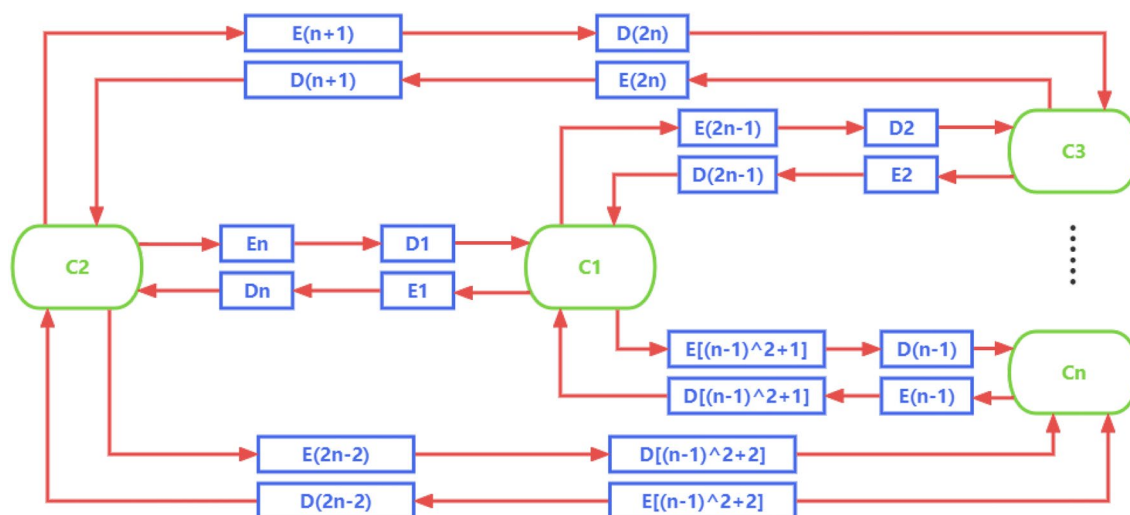 E(n+1) D(2n)
D(n+1) E(2n)
E(2n-1) D2
C3
D(2n-1) E2
En D1
C2 C1
Dn E1
E[(n-1)^2+1] D(n-1)
Cn
D[(n-1)^2+1] E(n-1)
E(2n-2) D[(n-1)^2+2]
D(2n-2) E[(n-1)^2+2]